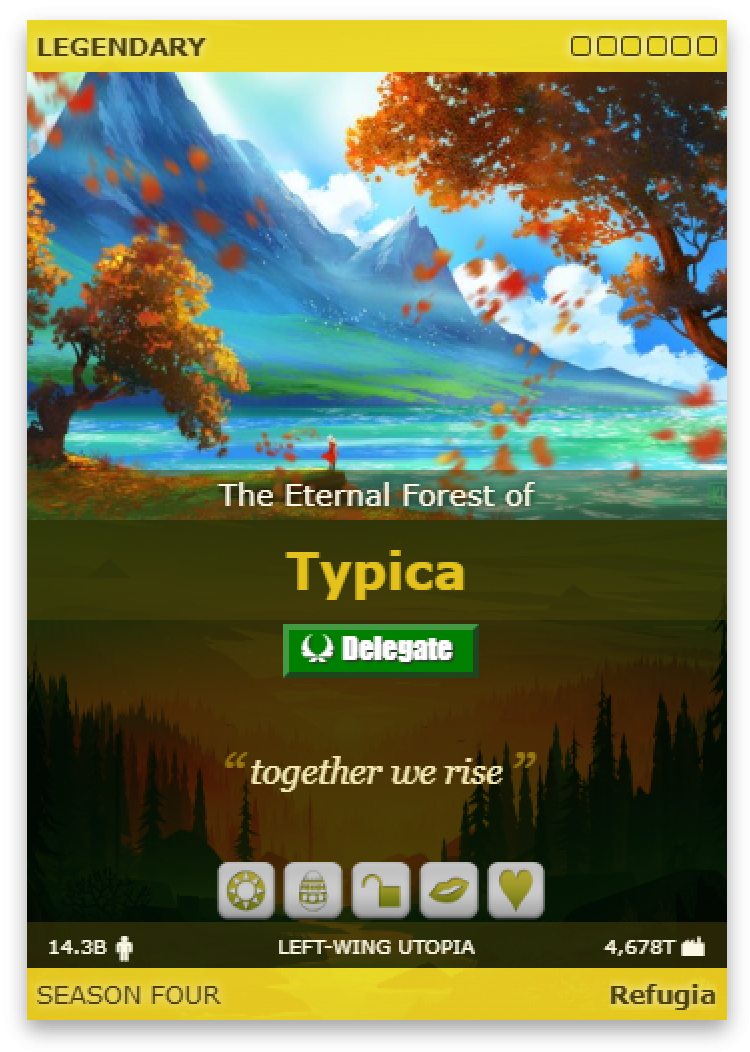 LEGENDARY
The Eternal Forest of
Typica
Delegate
“together we rise”
14.3B LEFT-WING UTOPIA 4,678T
SEASON FOUR Refugia